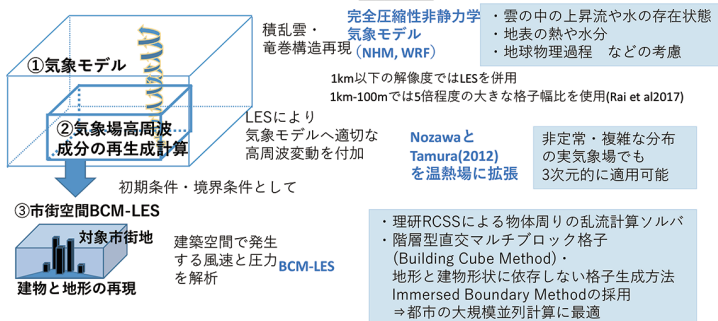 積乱雲・
竜巻構造再現
完全圧縮性非静力学
気象モデル
（NHM, WRF）
・雲の中の上昇流や水の存在状態
・地表の熱や水分
・地球物理過程　などの考慮
①気象モデル
1km以下の解像度ではLESを併用
1km-100mでは5倍程度の大きな格子幅比を使用(Rai et al2017)
②気象場高周波
成分の再生成計算
LESにより
気象モデルへ適切な
高周波変動を付加
Nozawaと
Tamura(2012)
を温熱場に拡張
非定常・複雑な分布
の実気象場でも
3次元的に適用可能
初期条件・境界条件として
③市街空間BCM-LES
対象市街地
建物と地形の再現
建築空間で発生
する風速と圧力
を解析
BCM-LES
・理研RCSSによる物体周りの乱流計算ソルバ
・階層型直交マルチブロック格子
(Building Cube Method)・
地形と建物形状に依存しない格子生成方法
Immersed Boundary Methodの採用
⇒都市の大規模並列計算に最適